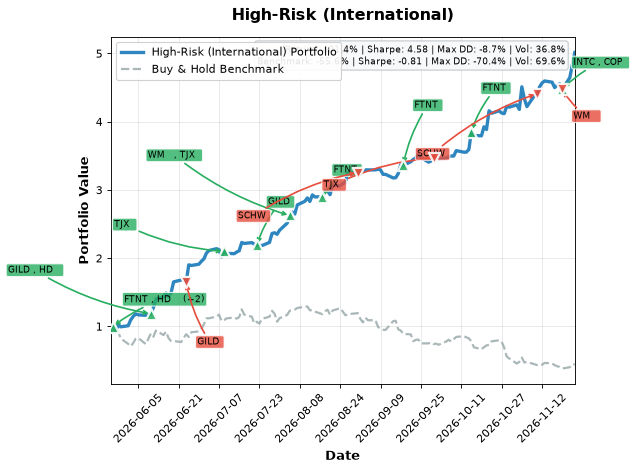 High-Risk (International)
High-Risk (International) Portfolio
Buy & Hold Benchmark
4% | Sharpe: 4.58 | Max DD: -8.7% | Vol: 36.8%
Benchmark: -55.6% | Sharpe: -0.81 | Max DD: -70.4% | Vol: 69.6%
INTC , COP
FTNT
FTNT
WM
WM , TJX
SCHW
FTNT
TJX
GILD
SCHW
TJX
GILD , HD
FTNT , HD (+2)
GILD
Portfolio Value
5
4
3
2
1
2026-06-05
2026-06-21
2026-07-07
2026-07-23
2026-08-08
2026-08-24
2026-09-09
2026-09-25
2026-10-11
2026-10-27
2026-11-12
Date